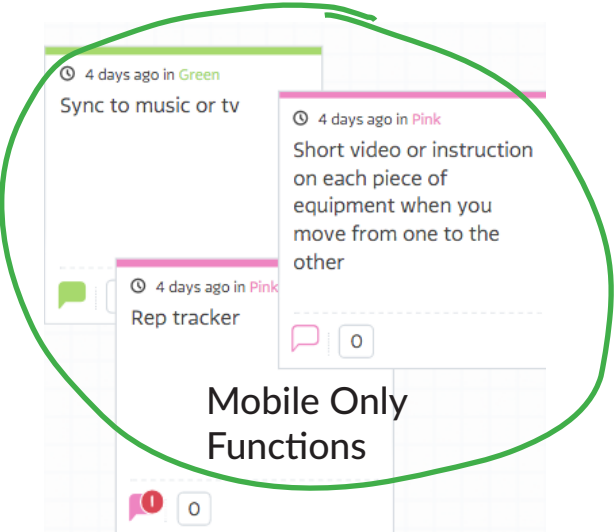 4 days ago in Green
Sync to music or tv
4 days ago in Pink
Short video or instruction
on each piece of
equipment when you
move from one to the
other
0
4 days ago in Pink
Rep tracker
Mobile Only
Functions
0